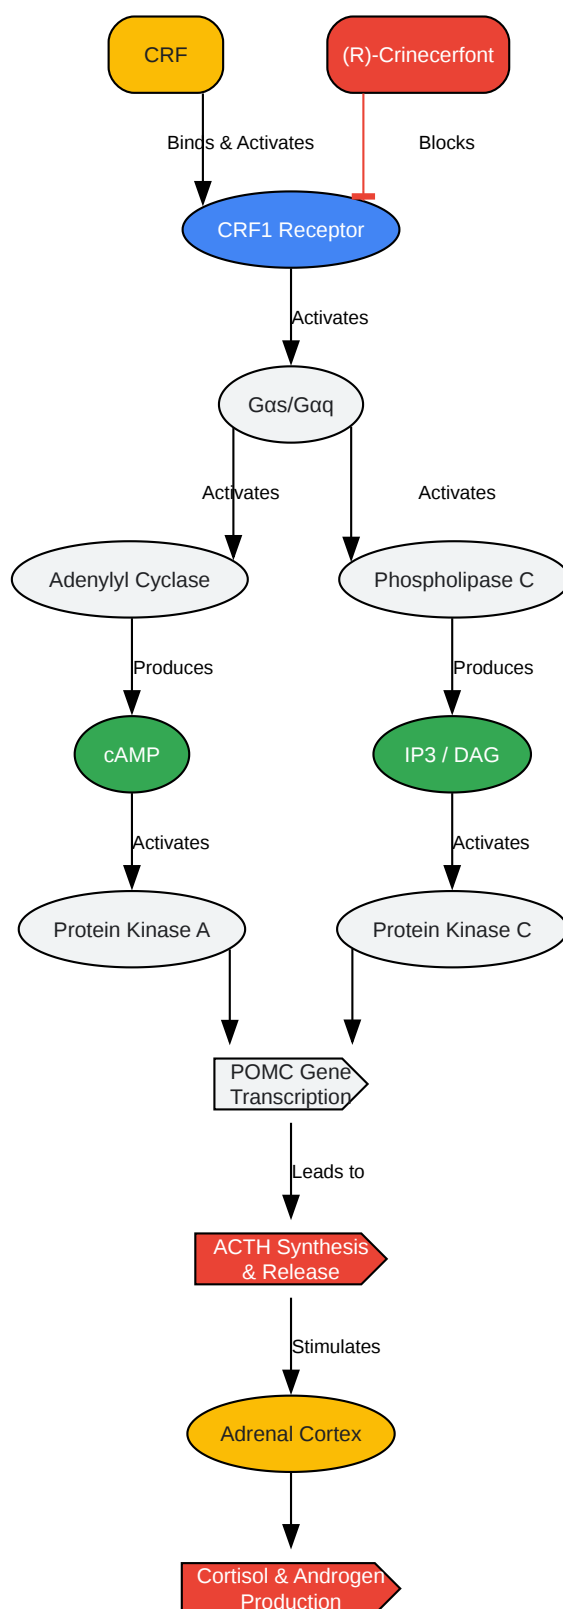 CRF
(R)-Crinecerfont
Binds & Activates
Blocks
CRF1 Receptor
Activates
Gαs/Gαq
Activates
Activates
Adenylyl Cyclase
Phospholipase C
Produces
Produces
cAMP
IP3 / DAG
Activates
Activates
Protein Kinase A
Protein Kinase C
POMC Gene
Transcription
Leads to
ACTH Synthesis
& Release
Stimulates
Adrenal Cortex
Cortisol & Androgen
Production